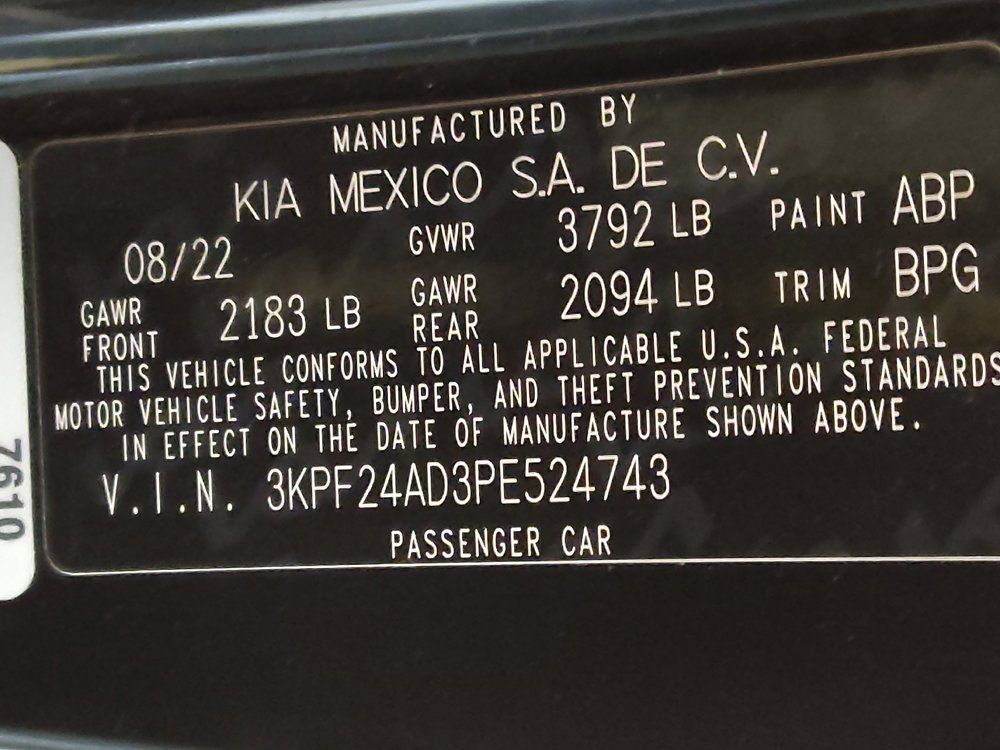 MANUFACTURED BY
KIA MEXICO S.A. DE C.V.
08/22 GVWR 3792 LB PAINT ABP
GAWR FRONT 2183 LB GAWR REAR 2094 LB TRIM BPG
THIS VEHICLE CONFORMS TO ALL APPLICABLE U.S.A. FEDERAL
MOTOR VEHICLE SAFETY, BUMPER, AND THEFT PREVENTION STANDARDS
IN EFFECT ON THE DATE OF MANUFACTURE SHOWN ABOVE.
V.I.N. 3KPF24AD3PE524743
PASSENGER CAR
7610